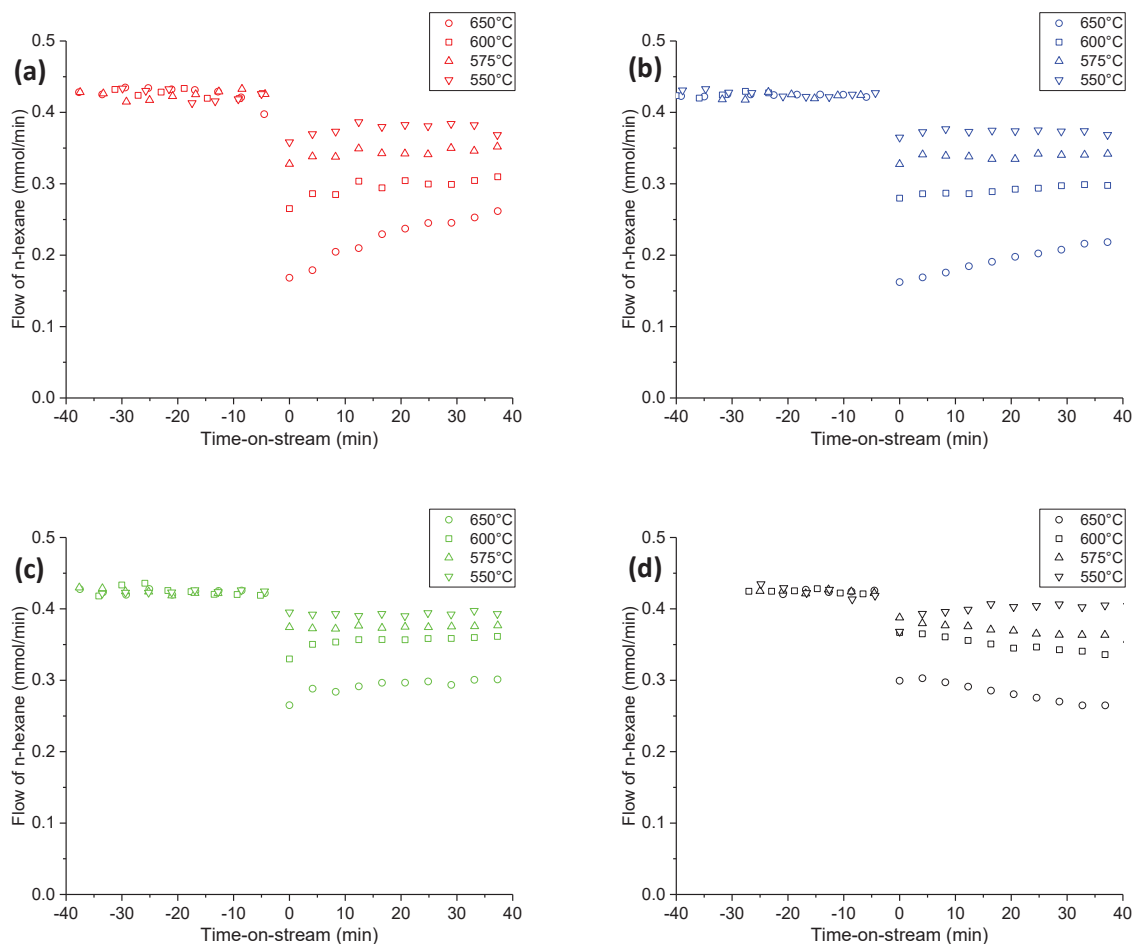 (a)
650°C
600°C
575°C
550°C
0.5
0.4
0.3
0.2
0.1
0.0
Flow of n-hexane (mmol/min)
-40 -30 -20 -10 0 10 20 30 40
Time-on-stream (min)
(b)
650°C
600°C
575°C
550°C
0.5
0.4
0.3
0.2
0.1
0.0
Flow of n-hexane (mmol/min)
-40 -30 -20 -10 0 10 20 30 40
Time-on-stream (min)
(c)
650°C
600°C
575°C
550°C
0.5
0.4
0.3
0.2
0.1
0.0
Flow of n-hexane (mmol/min)
-40 -30 -20 -10 0 10 20 30 40
Time-on-stream (min)
(d)
650°C
600°C
575°C
550°C
0.5
0.4
0.3
0.2
0.1
0.0
Flow of n-hexane (mmol/min)
-40 -30 -20 -10 0 10 20 30 40
Time-on-stream (min)